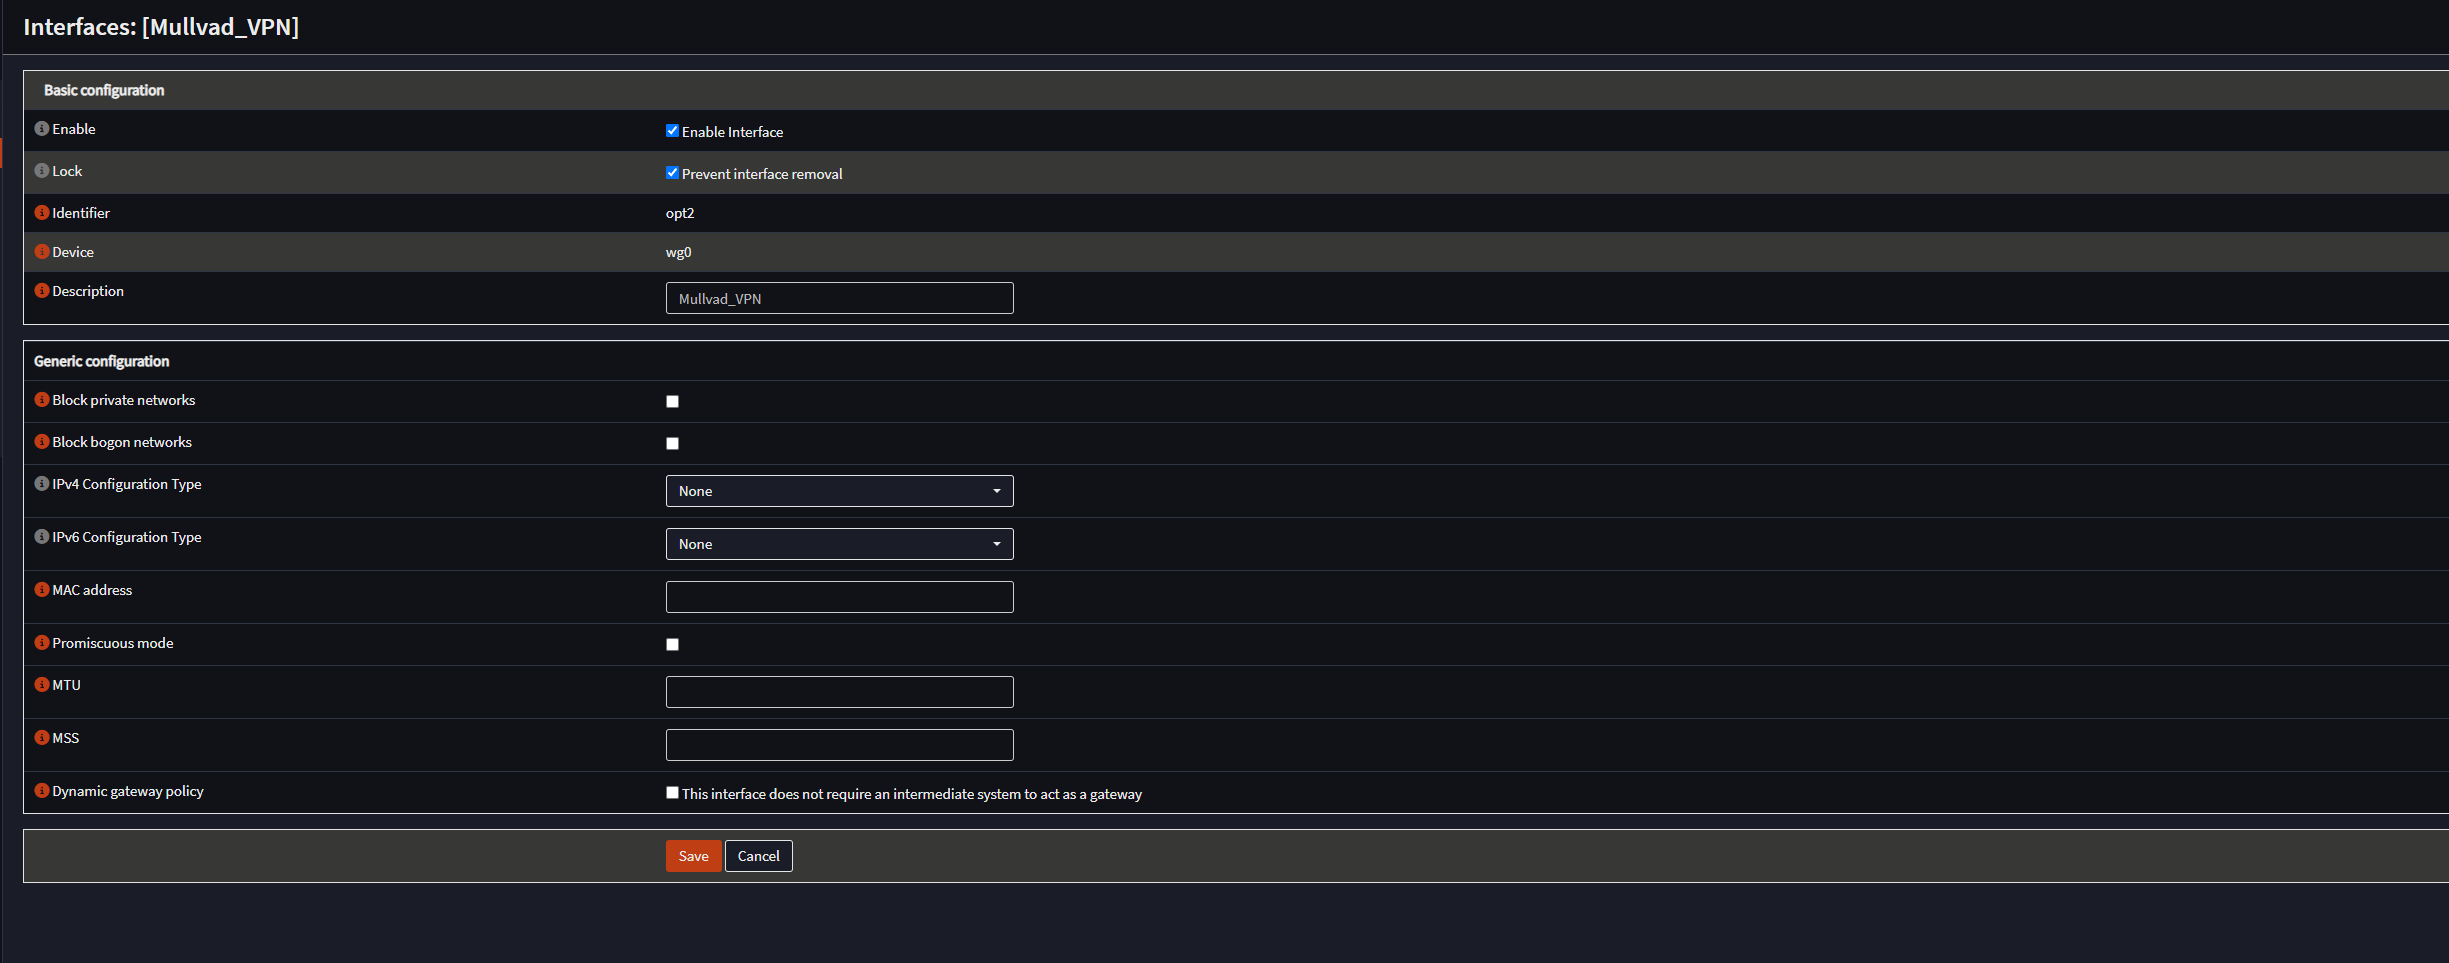 Interfaces: [Mullvad_VPN]
Basic configuration
Enable
Enable Interface
Lock
Prevent interface removal
Identifier
opt2
Device
wg0
Description
Mullvad_VPN
Generic configuration
Block private networks
Block bogon networks
IPv4 Configuration Type
None
IPv6 Configuration Type
None
MAC address
Promiscuous mode
MTU
MSS
Dynamic gateway policy
This interface does not require an intermediate system to act as a gateway
Save
Cancel